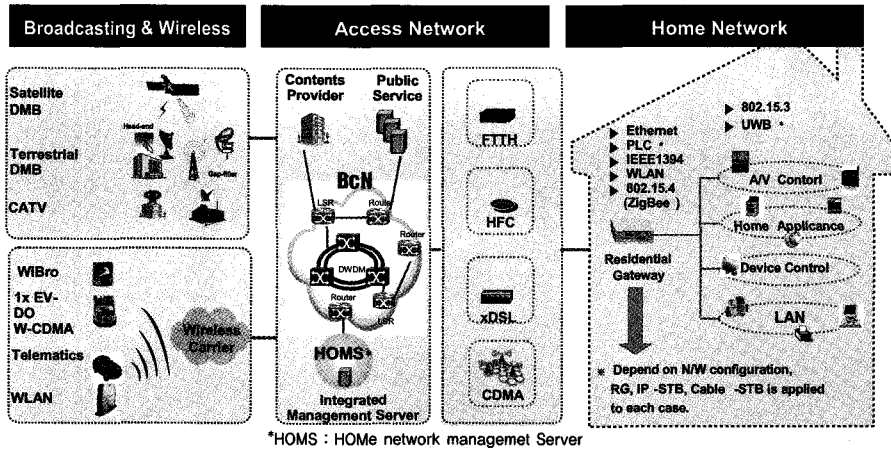 Broadcasting & Wireless
Access Network
Home Network
Satellite
DMB
Head-end
Terrestrial
DMB
Gap-filler
CATV
WIBro
1x EV-
DO
W-CDMA
Telematics
WLAN
Wireless
Carrier
Contents
Provider
Public
Service
BcN
LSR
Router
Router
DWDM
Router
LSR
HOMS*
Integrated
Management Server
FTTH
HFC
xDSL
CDMA
802.15.3
UWB *
Ethernet
PLC *
IEEE1394
WLAN
802.15.4
(ZigBee )
A/V Contorl
Home Applicance
Residential
Gateway
Device Control
LAN
* Depend on N/W configuration,
RG, IP -STB, Cable -STB is applied
to each case.
*HOMS : HOMe network managemet Server